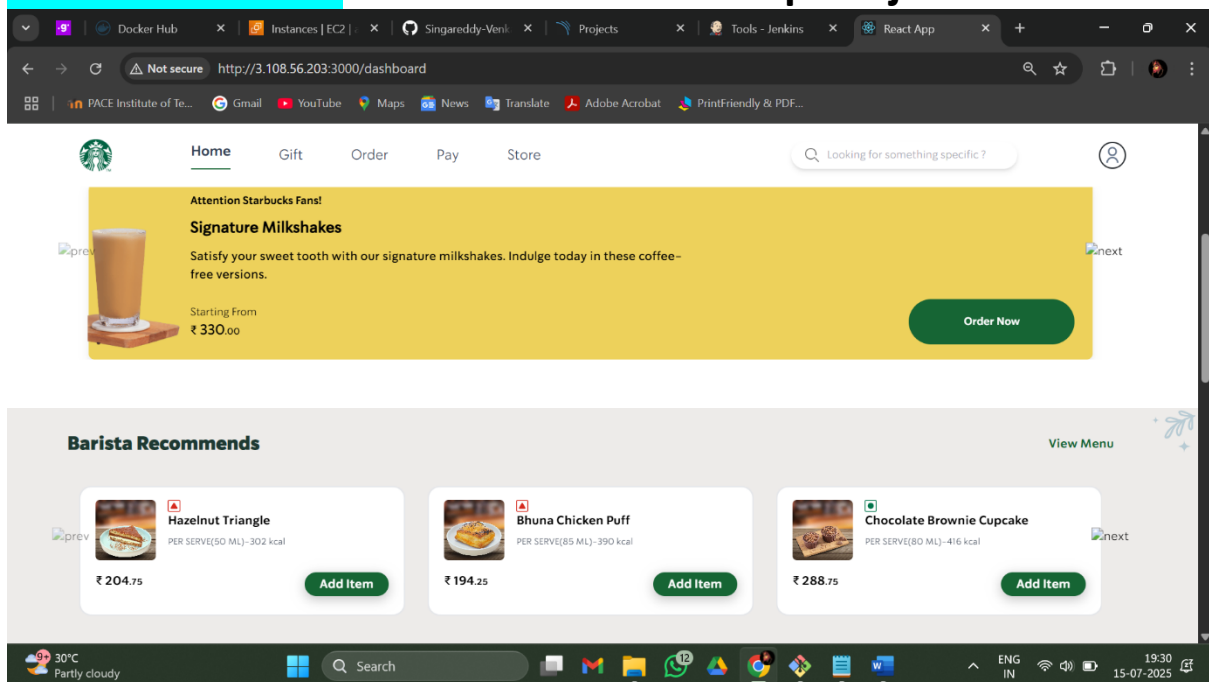 Docker Hub
Instances | EC2 |
Singareddy-Venk
Projects
Tools - Jenkins
React App
Not secure http://3.108.56.203:3000/dashboard
PACE Institute of Te... Gmail YouTube Maps News Translate Adobe Acrobat PrintFriendly & PDF...
Home Gift Order Pay Store Looking for something specific ?
Attention Starbucks Fans!
Signature Milkshakes
prev
next
Satisfy your sweet tooth with our signature milkshakes. Indulge today in these coffee-
free versions.
Starting From
₹ 330.00
Order Now
Barista Recommends
View Menu
prev
Hazelnut Triangle
PER SERVE(50 ML)-302 kcal
₹ 204.75
Add Item
Bhuna Chicken Puff
PER SERVE(85 ML)-390 kcal
₹ 194.25
Add Item
Chocolate Brownie Cupcake
PER SERVE(80 ML)-416 kcal
₹ 288.75
Add Item
next
9+
30°C
Partly cloudy
Search
12
ENG
IN
19:30
15-07-2025